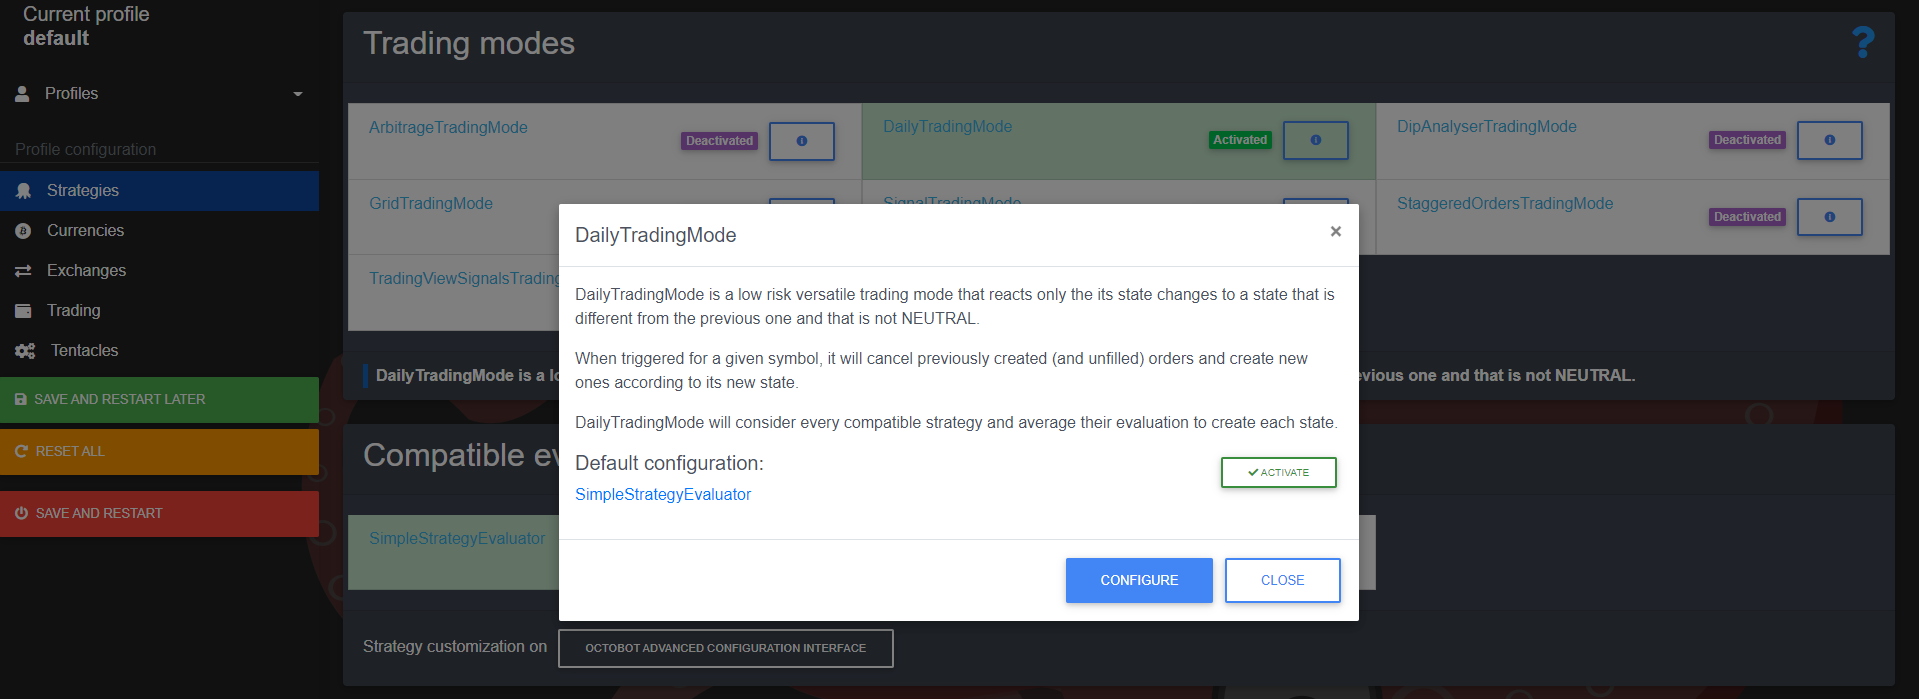 Current profile
default
Profiles
Profile configuration
Strategies
Currencies
Exchanges
Trading
Tentacles
SAVE AND RESTART LATER
RESET ALL
SAVE AND RESTART
Trading modes
?
ArbitrageTradingMode
Deactivated
DailyTradingMode
Activated
DipAnalyserTradingMode
Deactivated
GridTradingMode
SignalTradingMode
StaggeredOrdersTradingMode
Deactivated
TradingViewSignalsTrading
DailyTradingMode is a lo
evious one and that is not NEUTRAL.
Compatible ev
SimpleStrategyEvaluator
Strategy customization on
OCTOBOT ADVANCED CONFIGURATION INTERFACE
DailyTradingMode
×
DailyTradingMode is a low risk versatile trading mode that reacts only the its state changes to a state that is
different from the previous one and that is not NEUTRAL.
When triggered for a given symbol, it will cancel previously created (and unfilled) orders and create new
ones according to its new state.
DailyTradingMode will consider every compatible strategy and average their evaluation to create each state.
Default configuration:
ACTIVATE
SimpleStrategyEvaluator
CONFIGURE
CLOSE